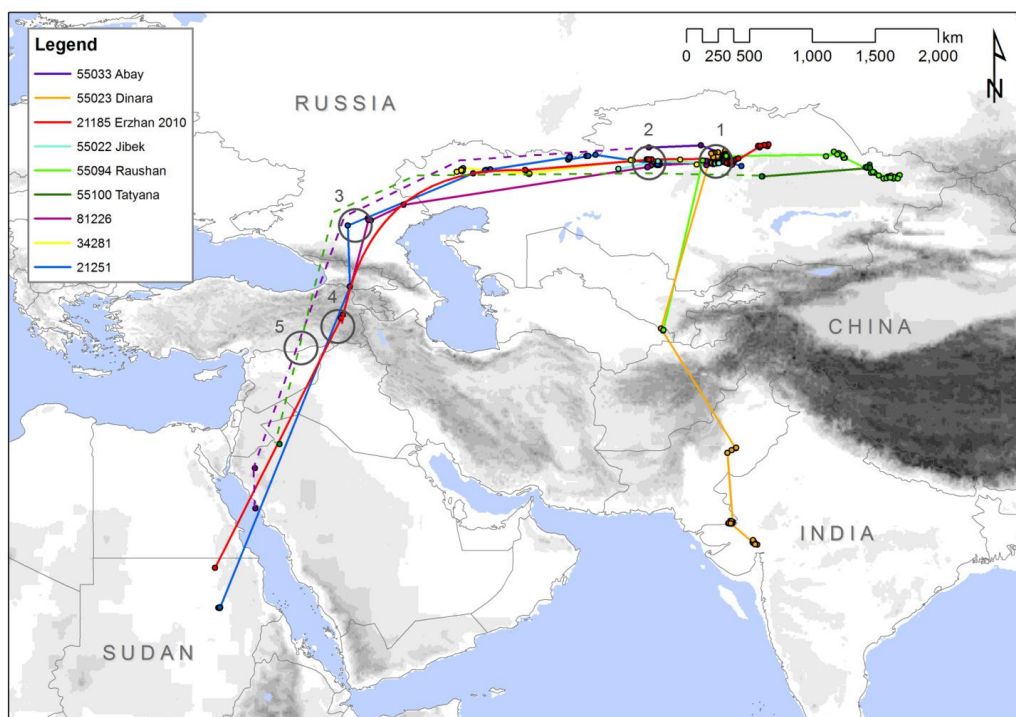 Legend
55033 Abay
55023 Dinara
21185 Erzhan 2010
55022 Jibek
55094 Raushan
55100 Tatyana
81226
34281
21251
km
0 250 500 1,000 1,500 2,000
N
RUSSIA
2 1
3
4
5
CHINA
INDIA
SUDAN